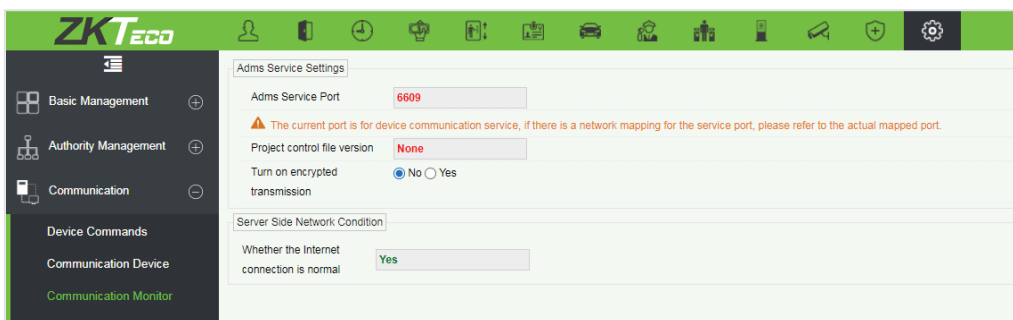 ZKTeco
Adms Service Settings
Basic Management
Adms Service Port 6609
The current port is for device communication service, if there is a network mapping for the service port, please refer to the actual mapped port.
Authority Management
Project control file version None
Turn on encrypted
transmission
No Yes
Communication
Device Commands
Communication Device
Communication Monitor
Server Side Network Condition
Whether the Internet
connection is normal
Yes